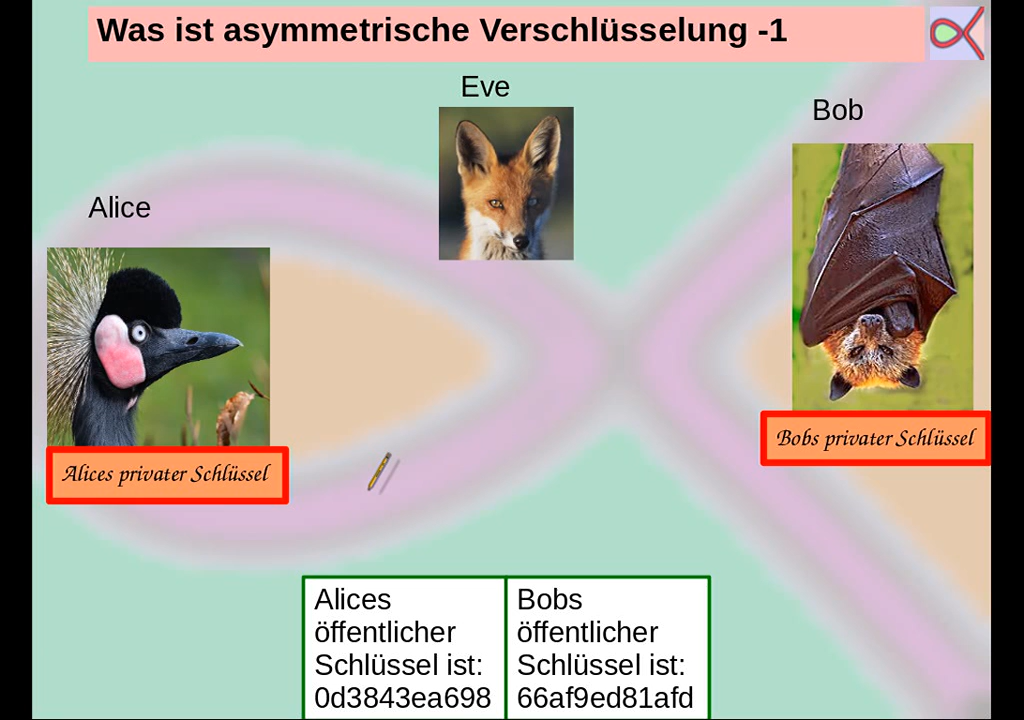 Was ist asymmetrische Verschlüsselung -1
Eve
Bob
Alice
Bobs privater Schlüssel
Alices privater Schlüssel
Alices
öffentlicher
Schlüssel ist:
0d3843ea698
Bobs
öffentlicher
Schlüssel ist:
66af9ed81afd